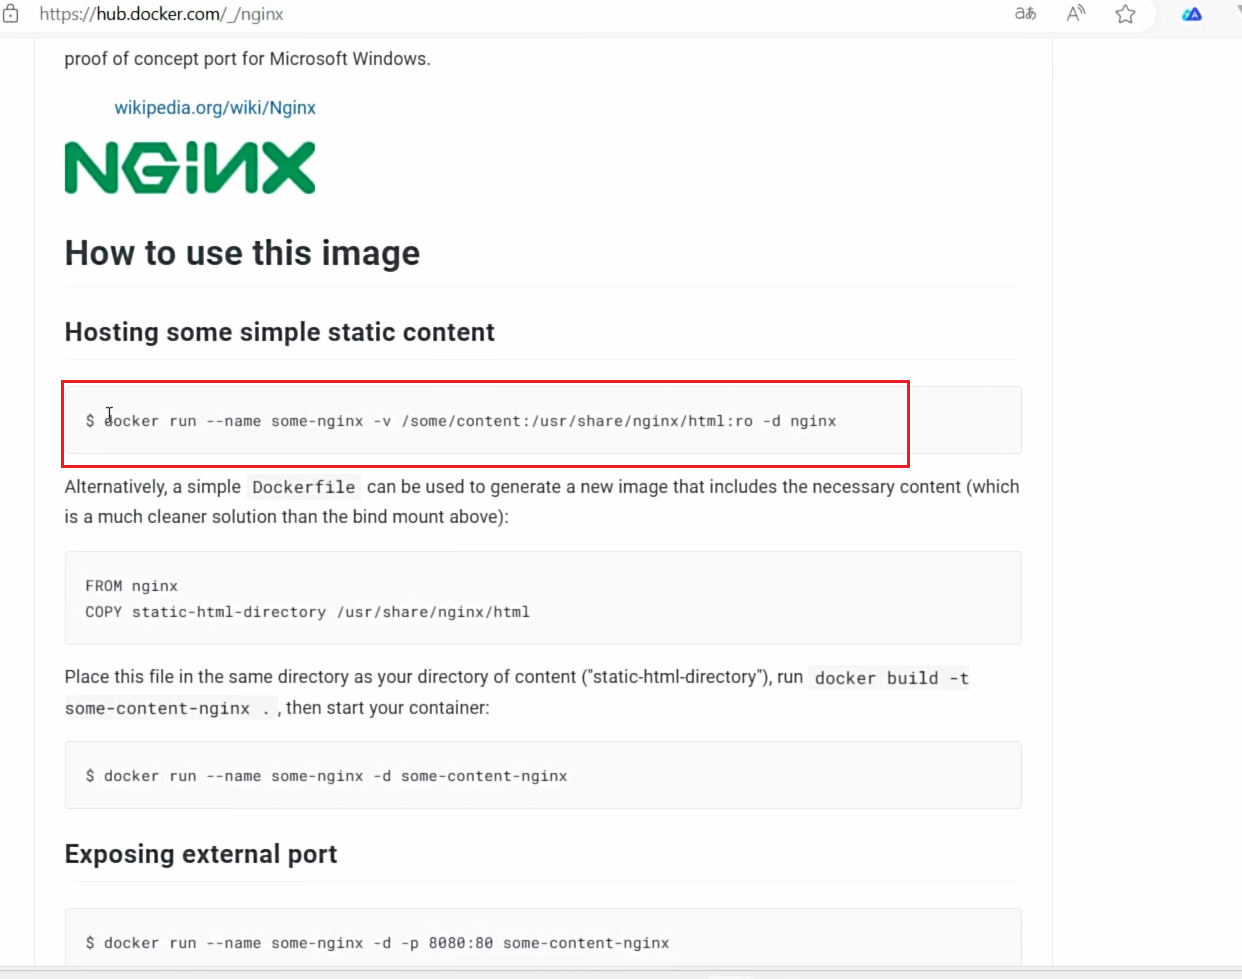 https://hub.docker.com/_/nginx
aあ
A
proof of concept port for Microsoft Windows.
wikipedia.org/wiki/Nginx
NGINX
How to use this image
Hosting some simple static content
$ docker run --name some-nginx -v /some/content:/usr/share/nginx/html:ro -d nginx
Alternatively, a simple Dockerfile can be used to generate a new image that includes the necessary content (which
is a much cleaner solution than the bind mount above):
FROM nginx
COPY static-html-directory /usr/share/nginx/html
Place this file in the same directory as your directory of content ("static-html-directory"), run docker build -t
some-content-nginx . , then start your container:
$ docker run --name some-nginx -d some-content-nginx
Exposing external port
$ docker run --name some-nginx -d -p 8080:80 some-content-nginx